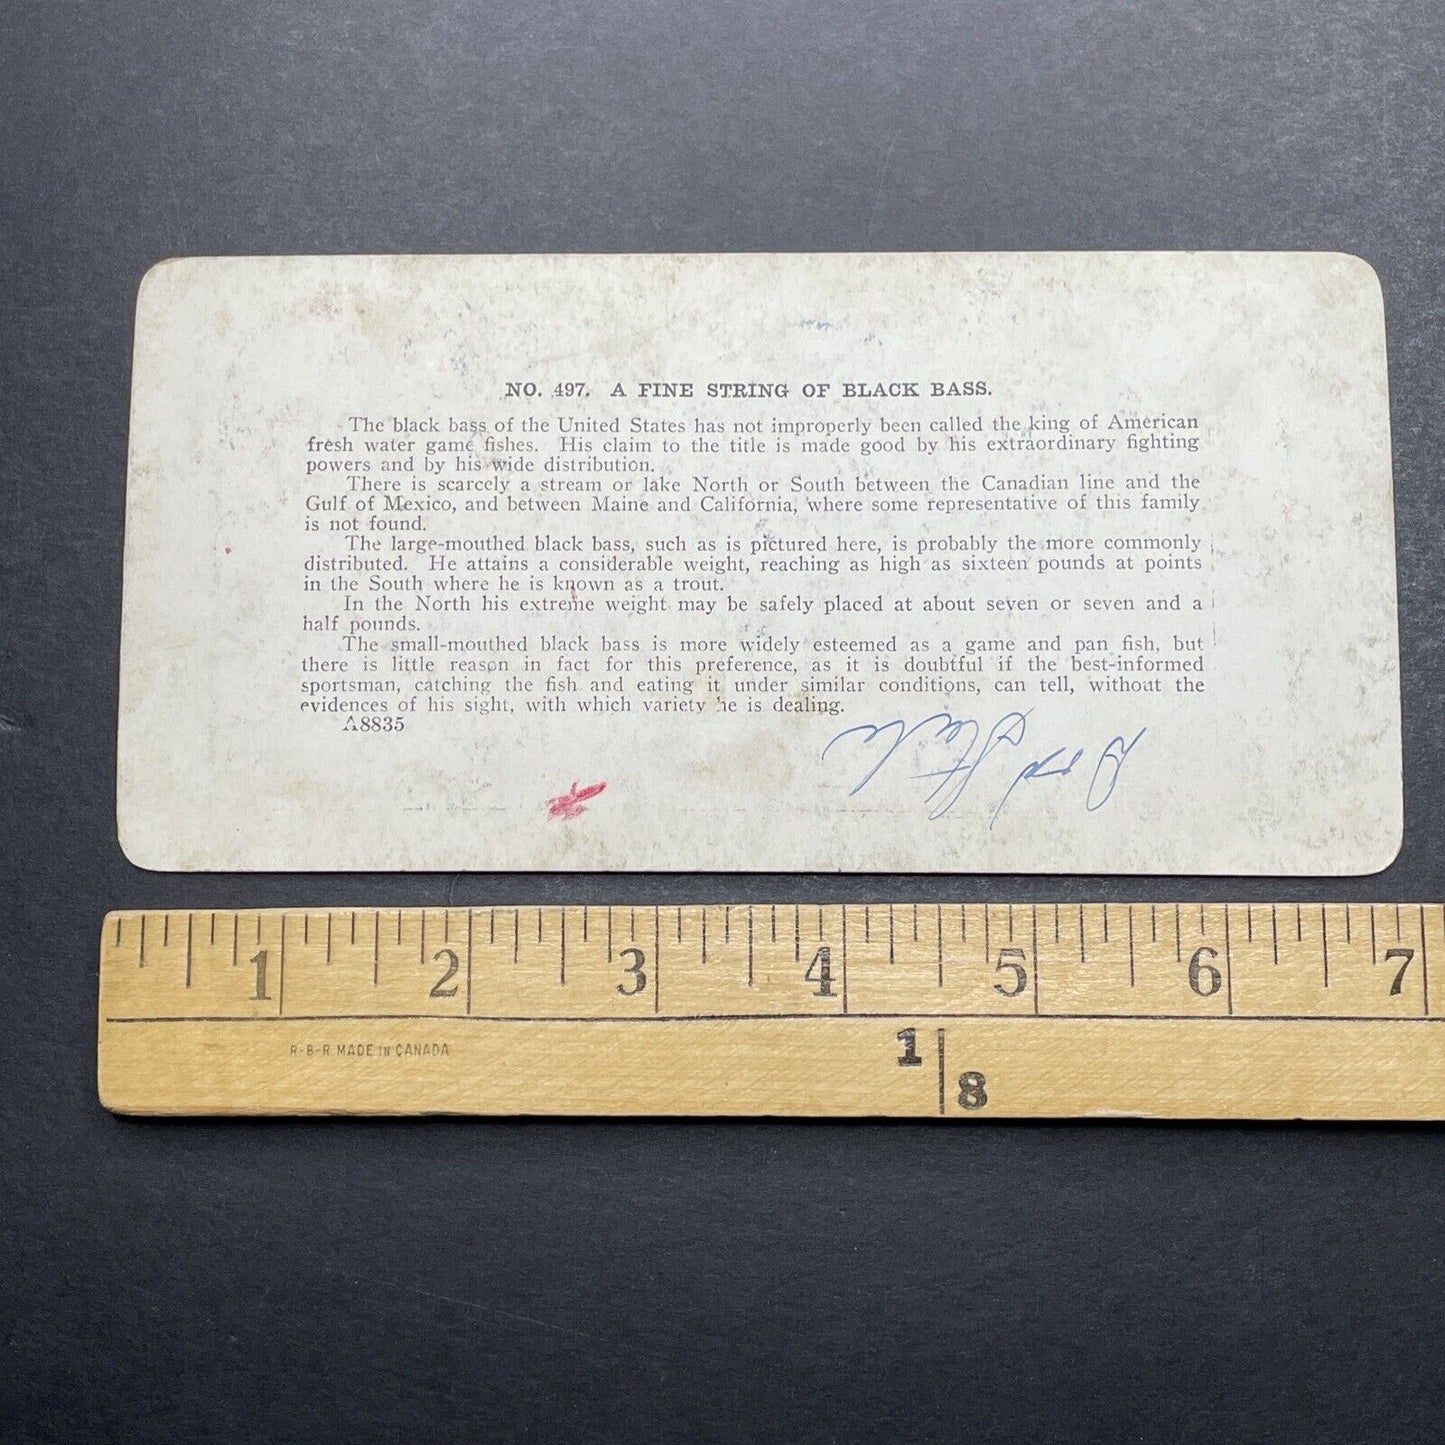 NO. 497. A FINE STRING OF BLACK BASS.
The black bass of the United States has not improperly been called the king of American
fresh water game fishes. His claim to the title is made good by his extraordinary fighting
powers and by his wide distribution.
There is scarcely a stream or lake North or South between the Canadian line and the
Gulf of Mexico, and between Maine and California, where some representative of this family
is not found.
The large-mouthed black bass, such as is pictured here, is probably the more commonly
distributed. He attains a considerable weight, reaching as high as sixteen pounds at points
in the South where he is known as a trout.
In the North his extreme weight may be safely placed at about seven or seven and a
half pounds.
The small-mouthed black bass is more widely esteemed as a game and pan fish, but
there is little reason in fact for this preference, as it is doubtful if the best-informed
sportsman, catching the fish and eating it under similar conditions, can tell, without the
evidences of his sight, with which variety he is dealing.
A8835
1 2 3 4 5 6 7
R-B-R MADE IN CANADA
1 8